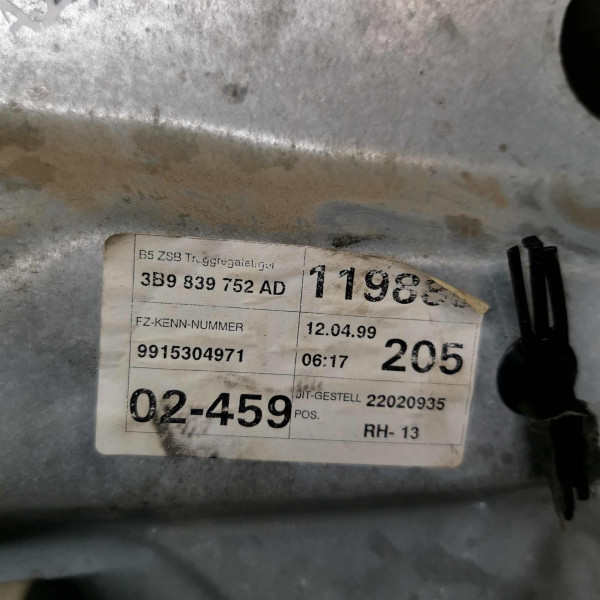 B5 ZSB
3B9 839 752 AD
11988
FZ-KENN-NUMMER
12.04.99
9915304971
06:17
205
02-459
JIT-GESTELL 22020935
POS.
RH- 13